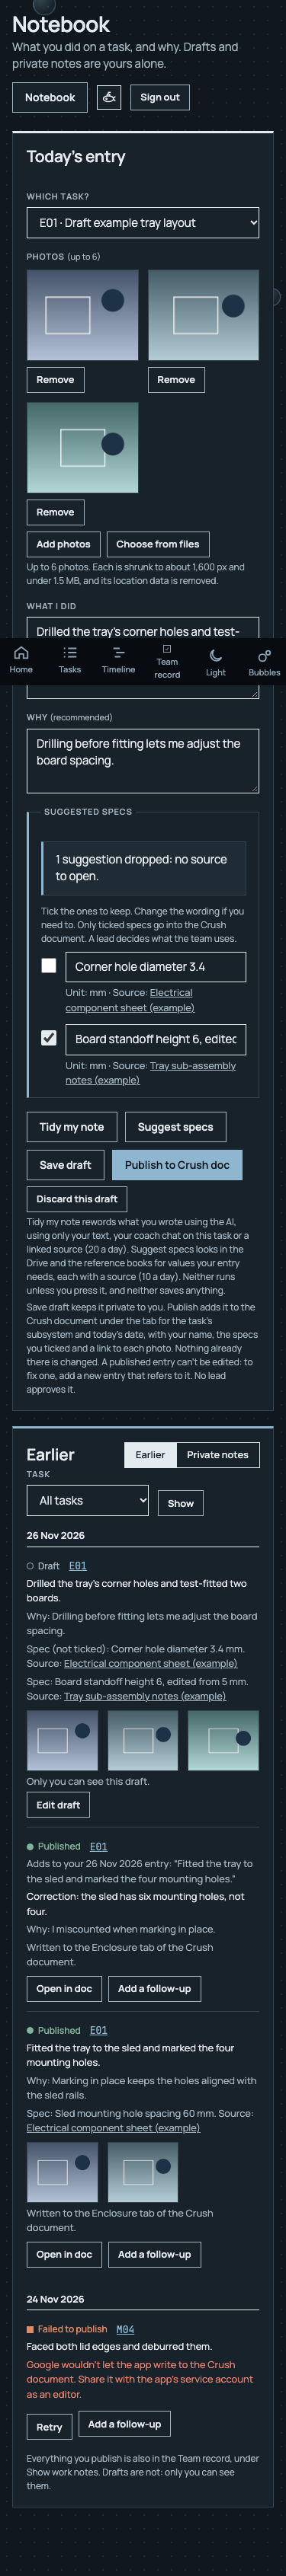 Notebook
What you did on a task, and why. Drafts and
private notes are yours alone.
Notebook
Sign out
Today's entry
WHICH TASK?
E01 · Draft example tray layout
PHOTOS (up to 6)
Remove
Remove
Remove
Add photos
Choose from files
Up to 6 photos. Each is shrunk to about 1,600 px and
under 1.5 MB, and its location data is removed.
WHAT I DID
Drilled the tray's corner holes and test-
Home
Tasks
Timeline
Team
record
Light
Bubbles
WHY (recommended)
Drilling before fitting lets me adjust the
board spacing.
SUGGESTED SPECS
1 suggestion dropped: no source
to open.
Tick the ones to keep. Change the wording if you
need to. Only ticked specs go into the Crush
document. A lead decides what the team uses.
Corner hole diameter 3.4
Unit: mm · Source: Electrical
component sheet (example)
Board standoff height 6, edited
Unit: mm · Source: Tray sub-assembly
notes (example)
Tidy my note
Suggest specs
Save draft
Publish to Crush doc
Discard this draft
Tidy my note rewords what you wrote using the AI,
using only your text, your coach chat on this task or a
linked source (20 a day). Suggest specs looks in the
Drive and the reference books for values your entry
needs, each with a source (10 a day). Neither runs
unless you press it, and neither saves anything.
Save draft keeps it private to you. Publish adds it to the
Crush document under the tab for the task's
subsystem and today's date, with your name, the specs
you ticked and a link to each photo. Nothing already
there is changed. A published entry can't be edited: to
fix one, add a new entry that refers to it. No lead
approves it.
Earlier
Earlier
Private notes
TASK
All tasks
Show
26 Nov 2026
Draft E01
Drilled the tray's corner holes and test-fitted two
boards.
Why: Drilling before fitting lets me adjust the board
spacing.
Spec (not ticked): Corner hole diameter 3.4 mm.
Source: Electrical component sheet (example)
Spec: Board standoff height 6, edited from 5 mm.
Source: Tray sub-assembly notes (example)
Only you can see this draft.
Edit draft
Published E01
Adds to your 26 Nov 2026 entry: "Fitted the tray to
the sled and marked the four mounting holes."
Correction: the sled has six mounting holes, not
four.
Why: I miscounted when marking in place.
Written to the Enclosure tab of the Crush
document.
Open in doc
Add a follow-up
Published E01
Fitted the tray to the sled and marked the four
mounting holes.
Why: Marking in place keeps the holes aligned with
the sled rails.
Spec: Sled mounting hole spacing 60 mm. Source:
Electrical component sheet (example)
Written to the Enclosure tab of the Crush
document.
Open in doc
Add a follow-up
24 Nov 2026
Failed to publish M04
Faced both lid edges and deburred them.
Google wouldn't let the app write to the Crush
document. Share it with the app's service account
as an editor.
Retry
Add a follow-up
Everything you publish is also in the Team record, under
Show work notes. Drafts are not: only you can see
them.